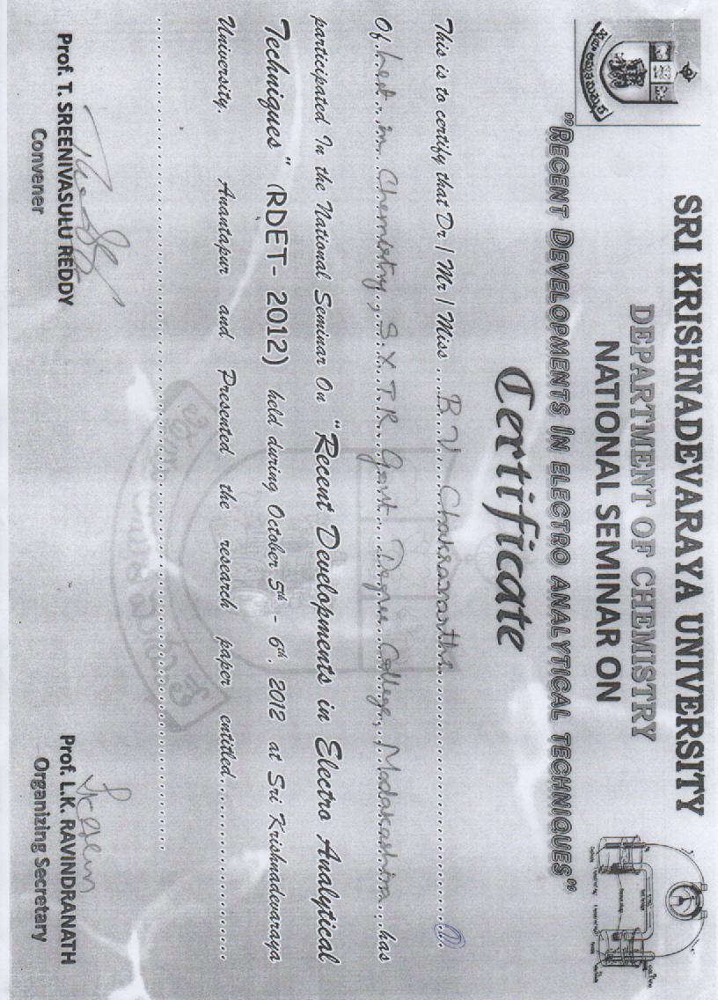 SRI KRISHNADEVARAYA UNIVERSITY
DEPARTMENT OF CHEMISTRY
NATIONAL SEMINAR ON
"RECENT DEVELOPMENTS IN ELECTRO ANALYTICAL TECHNIQUES"
Certificate
This is to certify that Dr / Mr / Miss .... B.V. Chakravarthi ....
Of Lect. in Chemistry, S.Y.T.R. Govt. Degree College, Madakashira has
participated In the National Seminar On "Recent Developments in Electro Analytical
Techniques" (RDET- 2012) held during October 5th - 6th, 2012 at Sri Krishnadevaraya
University. Anantapur and Presented the research paper entitled..................
..................
Prof. T. SREENIVASULU REDDY
Convener
Prof. L.K. RAVINDRANATH
Organizing Secretary